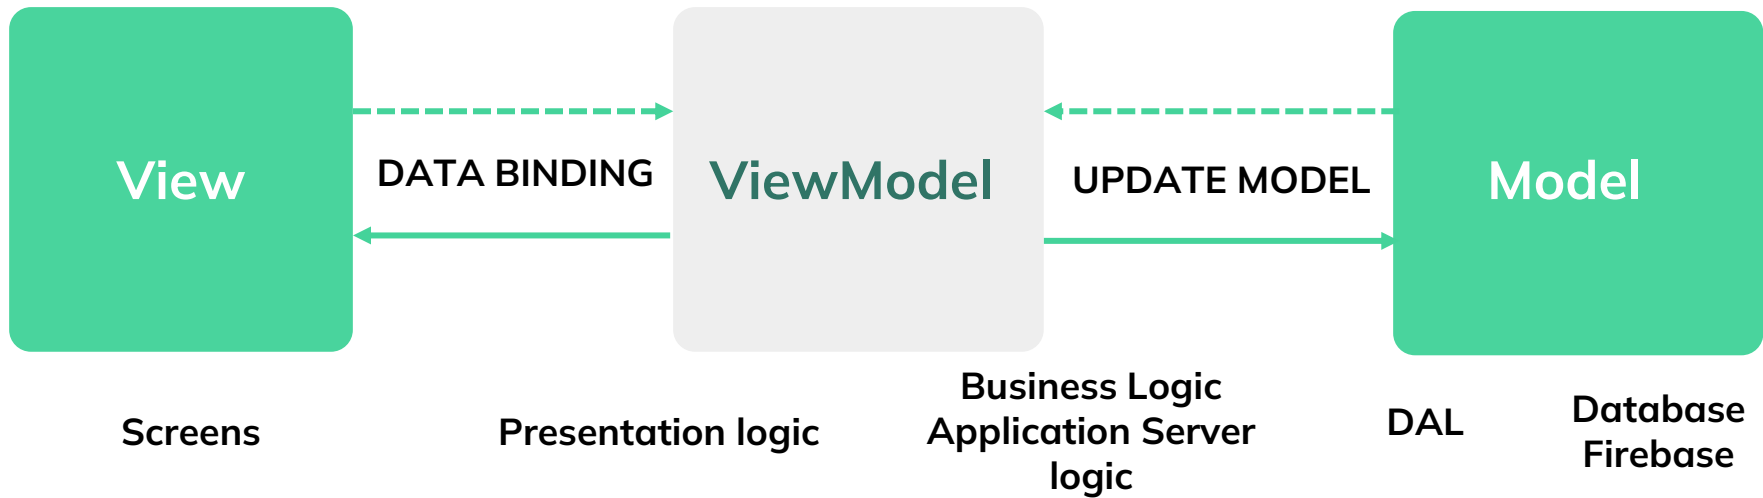 View
DATA BINDING
ViewModel
UPDATE MODEL
Model
Screens
Presentation logic
Business Logic
Application Server
logic
DAL
Database
Firebase